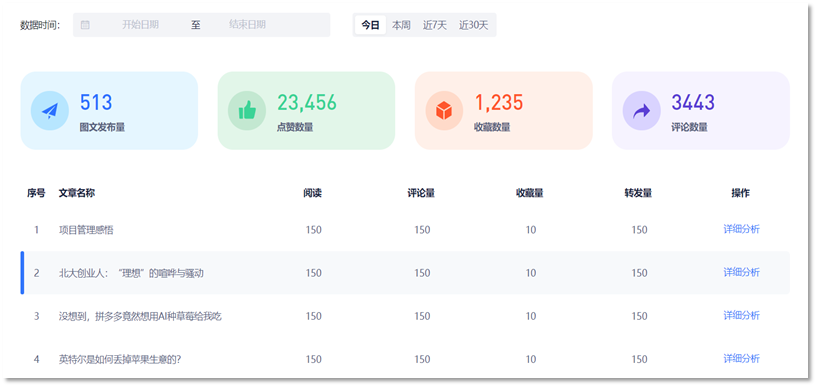 数据时间: 开始日期 至 结束日期 今日 本周 近7天 近30天
513 23,456 1,235 3443
图文发布量 点赞数量 收藏数量 评论数量
序号 文章名称 阅读 评论量 收藏量 转发量 操作
1 项目管理感悟 150 150 10 150 详细分析
2 北大创业人：“理想”的喧哗与骚动 150 150 10 150 详细分析
3 没想到，拼多多竟然想用AI种草莓给我吃 150 150 10 150 详细分析
4 英特尔是如何丢掉苹果生意的? 150 150 10 150 详细分析